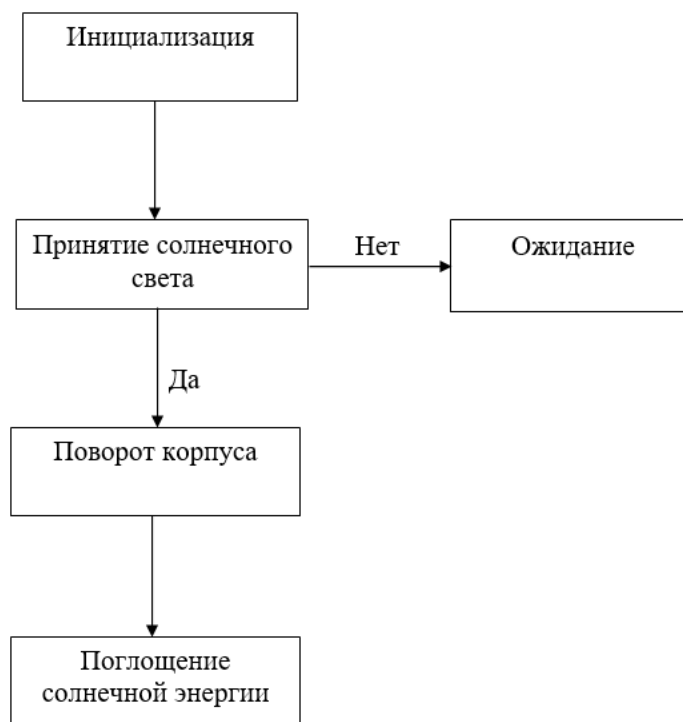 Инициализация
Принятие солнечного
света
Нет
Ожидание
Да
Поворот корпуса
Поглощение
солнечной энергии